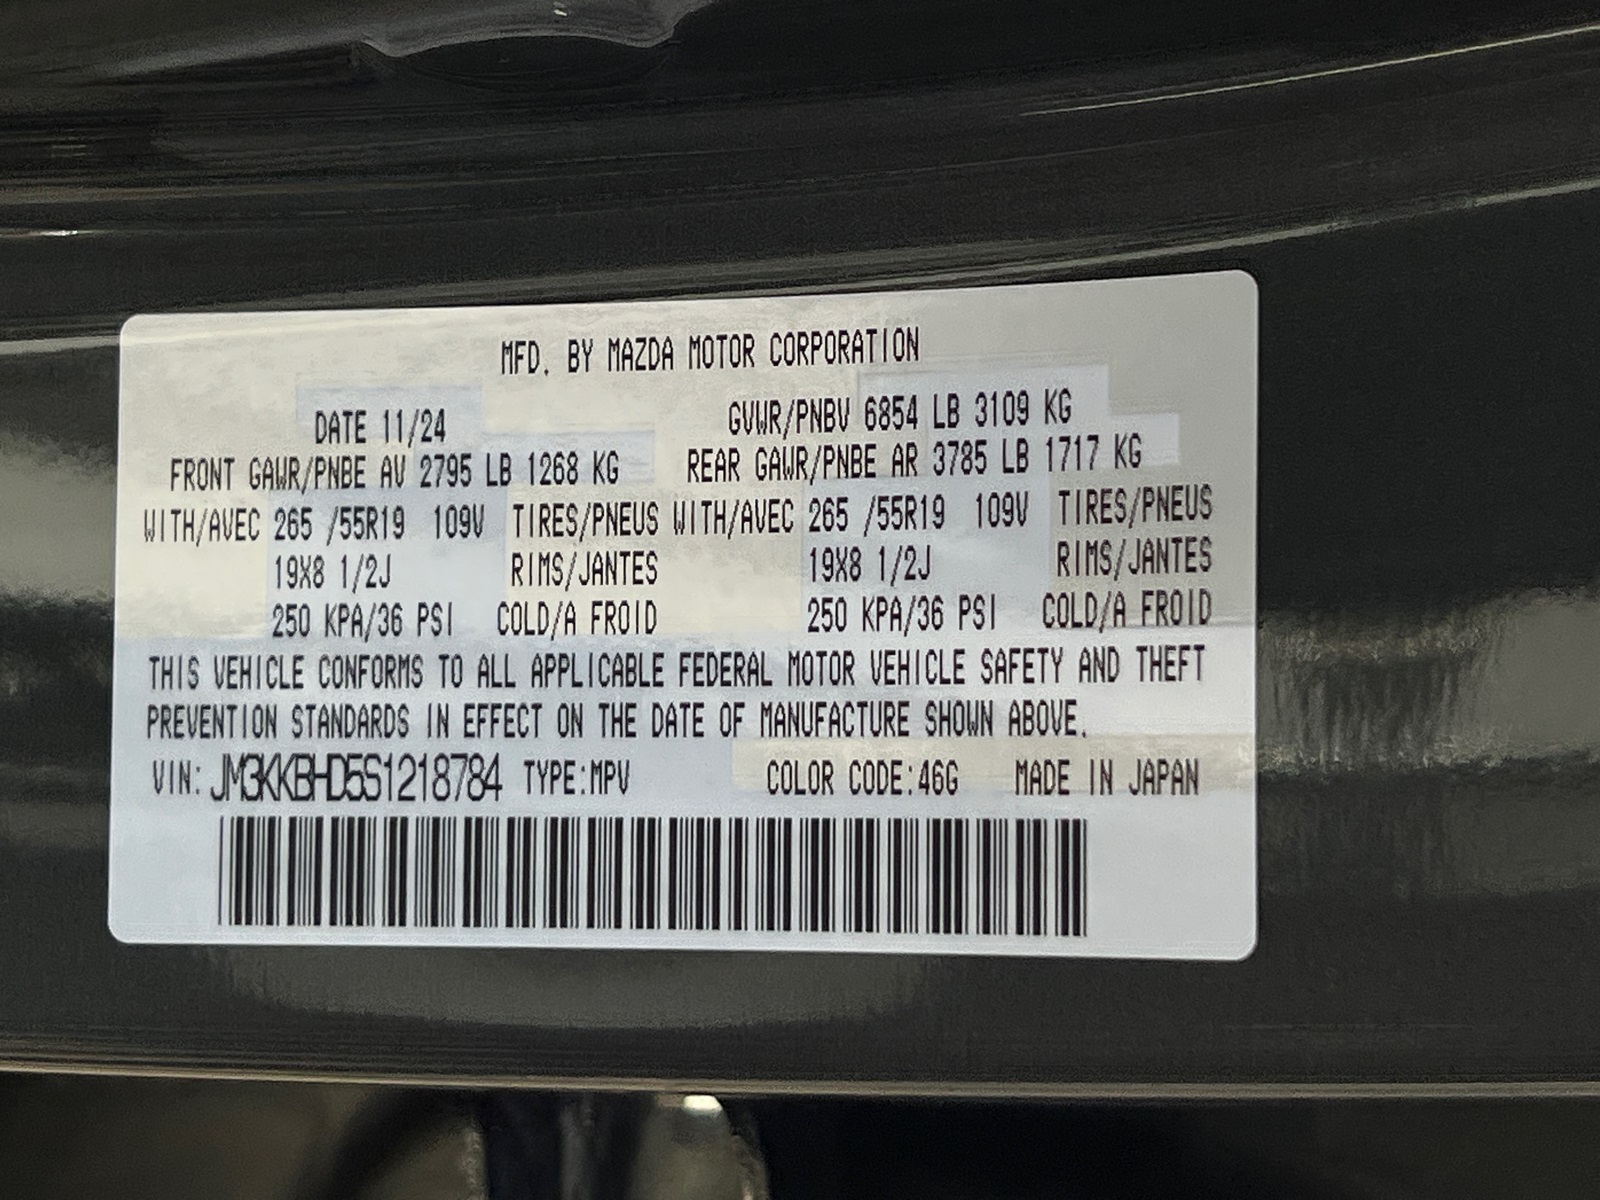 MFD. BY MAZDA MOTOR CORPORATION
DATE 11/24 GVWR/PNBV 6854 LB 3109 KG
FRONT GAWR/PNBE AV 2795 LB 1268 KG REAR GAWR/PNBE AR 3785 LB 1717 KG
WITH/AVEC 265 /55R19 109V TIRES/PNEUS WITH/AVEC 265 /55R19 109V TIRES/PNEUS
19X8 1/2J RIMS/JANTES 19X8 1/2J RIMS/JANTES
250 KPA/36 PSI COLD/A FROID 250 KPA/36 PSI COLD/A FROID
THIS VEHICLE CONFORMS TO ALL APPLICABLE FEDERAL MOTOR VEHICLE SAFETY AND THEFT
PREVENTION STANDARDS IN EFFECT ON THE DATE OF MANUFACTURE SHOWN ABOVE.
VIN: JM3KKBHD5S1218784 TYPE:MPV COLOR CODE:46G MADE IN JAPAN